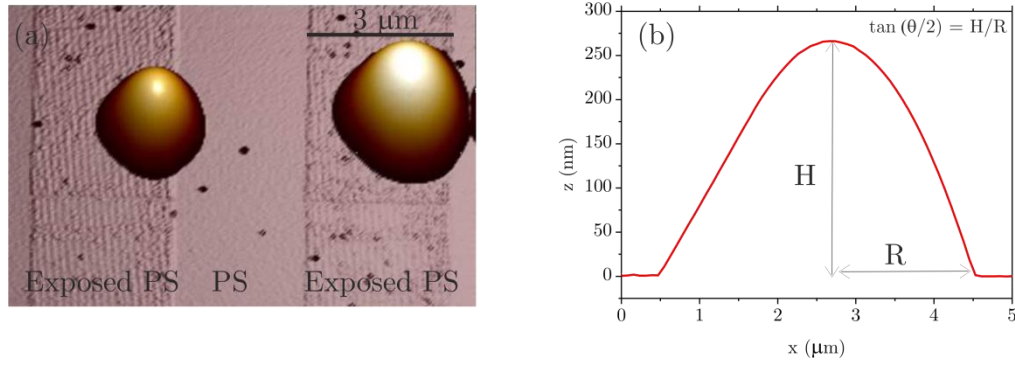 (a)
3 μm
Exposed PS
PS
Exposed PS
(b)
tan (θ/2) = H/R
300
250
200
150
100
50
0
z (nm)
H
R
0 1 2 3 4 5
x (μm)